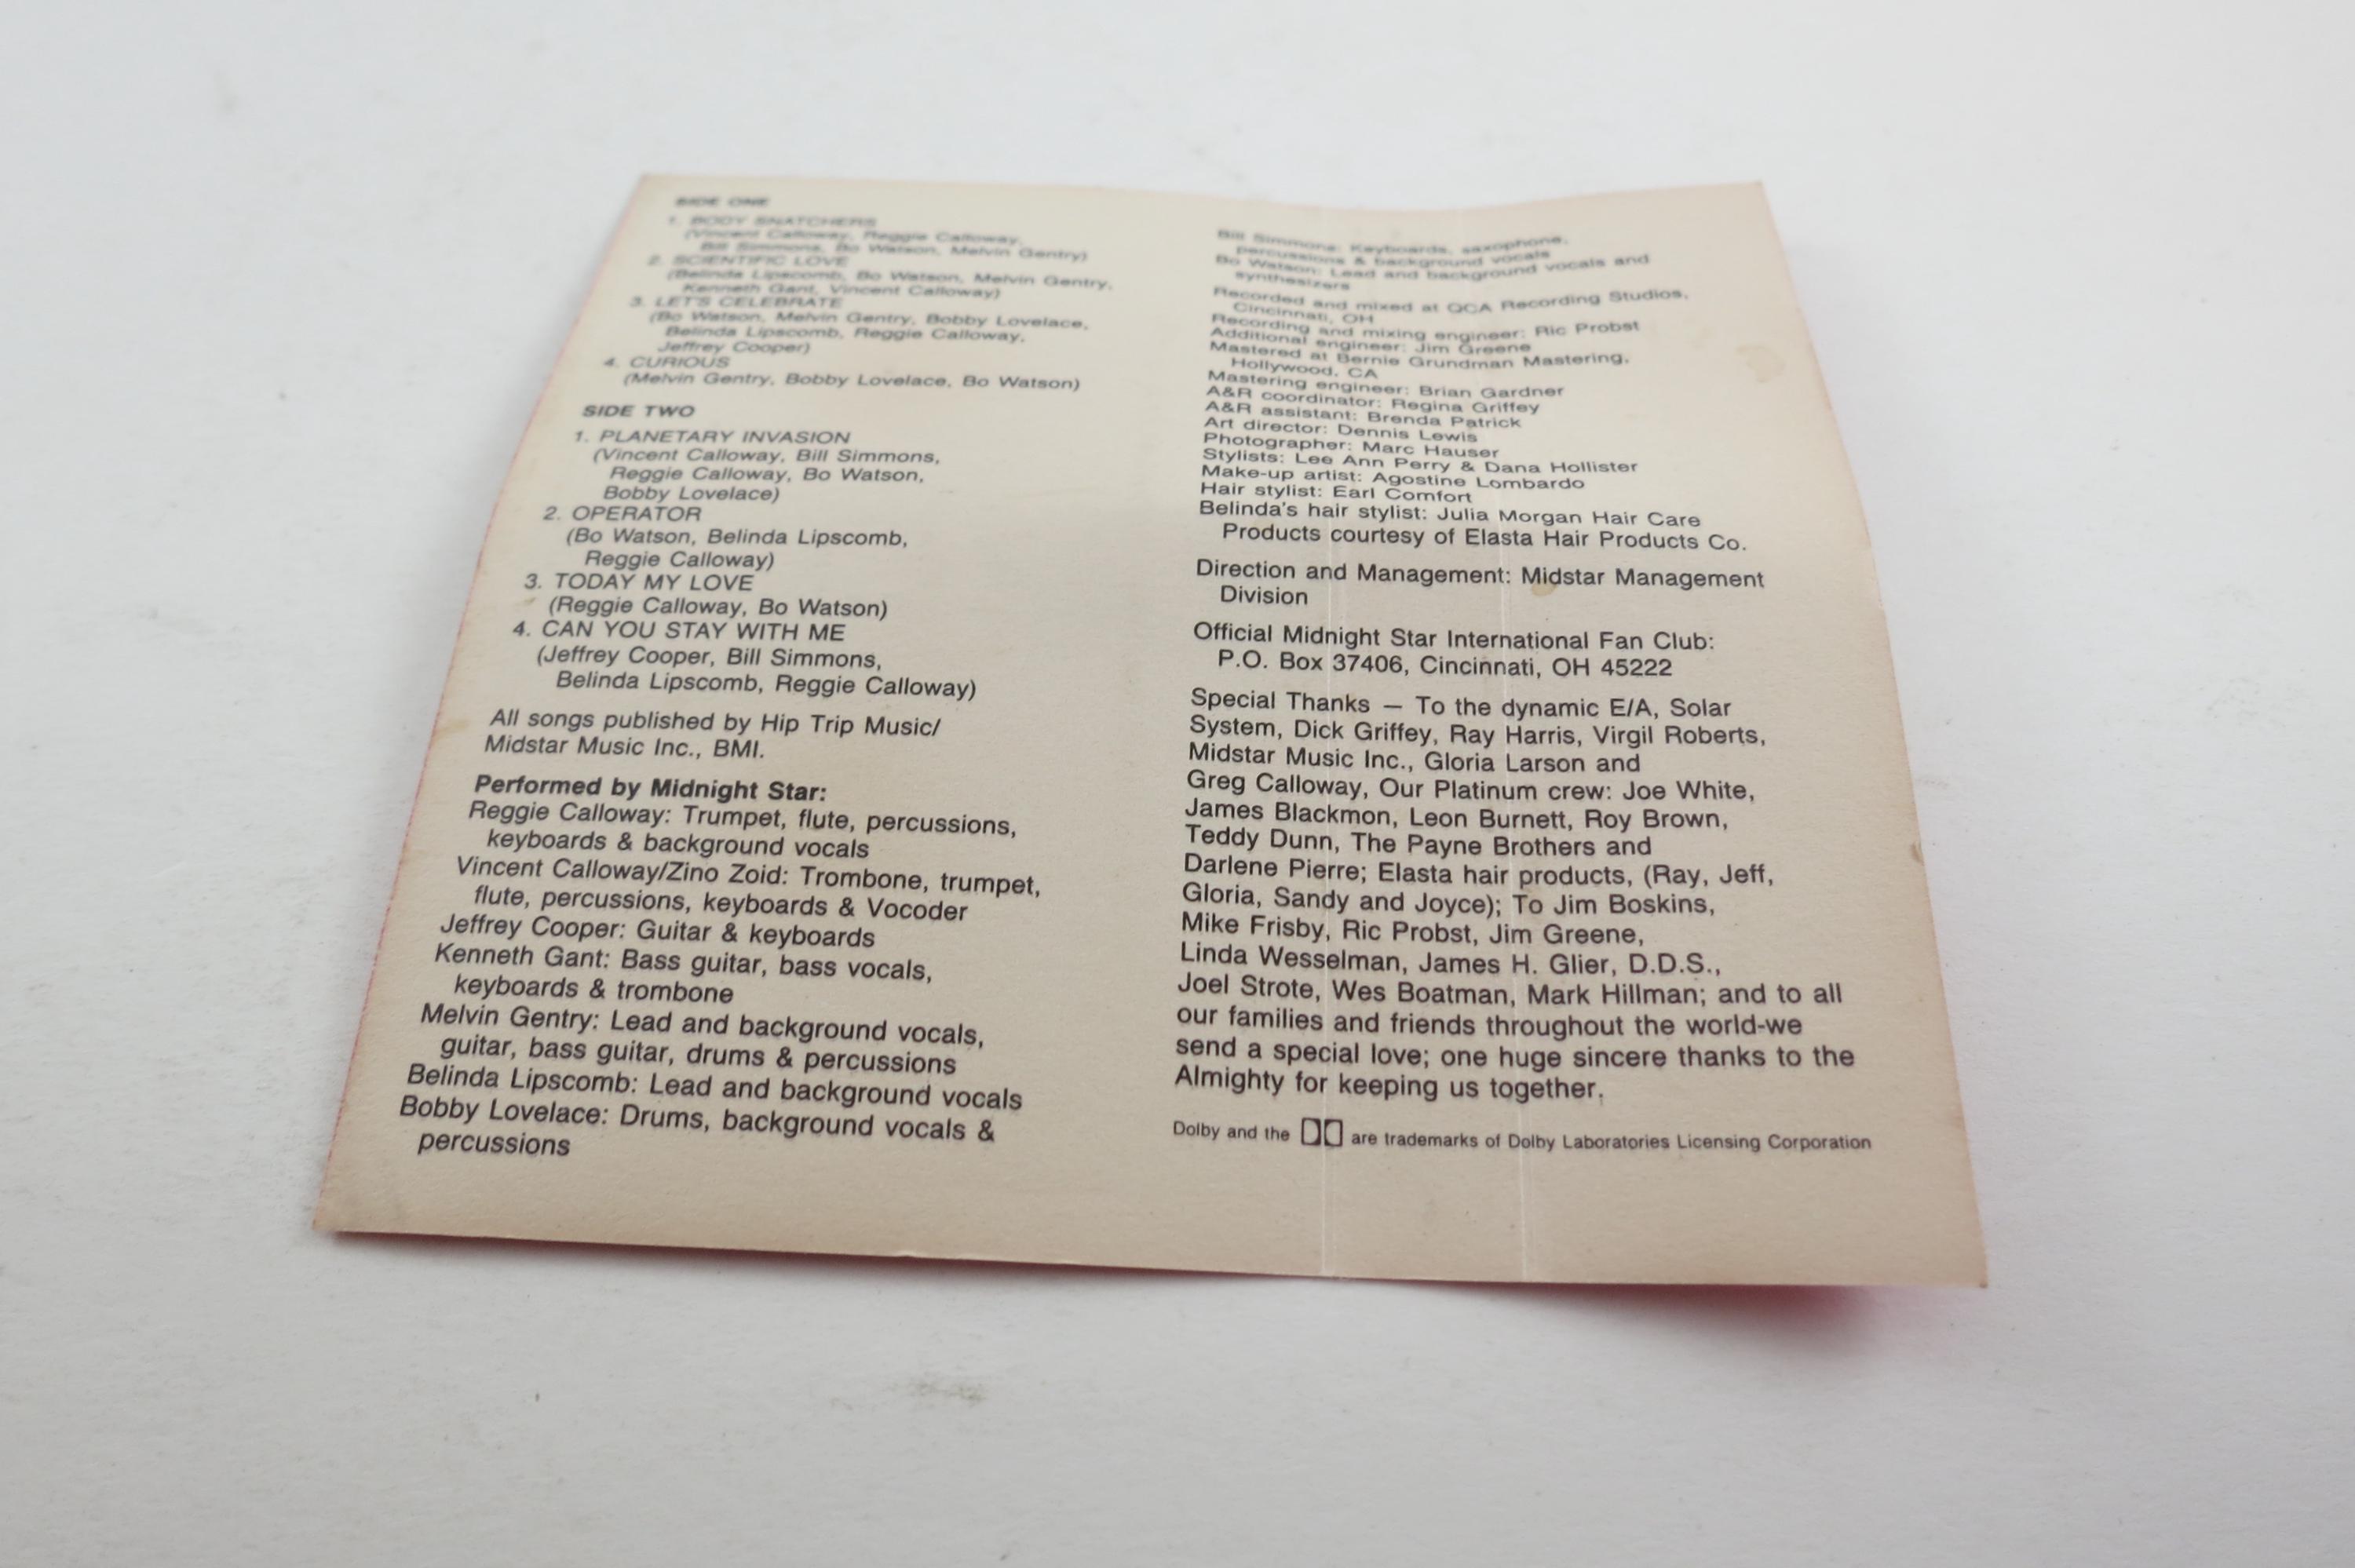 SIDE ONE
1. BODY SNATCHERS
(Vincent Calloway, Reggie Calloway,
Bill Simmons, Bo Watson, Melvin Gentry)
2. SCIENTIFIC LOVE
(Belinda Lipscomb, Bo Watson, Melvin Gentry,
Kenneth Gant, Vincent Calloway)
3. LET'S CELEBRATE
(Bo Watson, Melvin Gentry, Bobby Lovelace,
Belinda Lipscomb, Reggie Calloway,
Jeffrey Cooper)
4. CURIOUS
(Melvin Gentry, Bobby Lovelace, Bo Watson)
SIDE TWO
1. PLANETARY INVASION
(Vincent Calloway, Bill Simmons,
Reggie Calloway, Bo Watson,
Bobby Lovelace)
2. OPERATOR
(Bo Watson, Belinda Lipscomb,
Reggie Calloway)
3. TODAY MY LOVE
(Reggie Calloway, Bo Watson)
4. CAN YOU STAY WITH ME
(Jeffrey Cooper, Bill Simmons,
Belinda Lipscomb, Reggie Calloway)
All songs published by Hip Trip Music/
Midstar Music Inc., BMI.
Performed by Midnight Star:
Reggie Calloway: Trumpet, flute, percussions,
keyboards & background vocals
Vincent Calloway/Zino Zoid: Trombone, trumpet,
flute, percussions, keyboards & Vocoder
Jeffrey Cooper: Guitar & keyboards
Kenneth Gant: Bass guitar, bass vocals,
keyboards & trombone
Melvin Gentry: Lead and background vocals,
guitar, bass guitar, drums & percussions
Belinda Lipscomb: Lead and background vocals
Bobby Lovelace: Drums, background vocals &
percussions
Bill Simmons: Keyboards, saxophone,
percussions & background vocals
Bo Watson: Lead and background vocals and
synthesizers
Recorded and mixed at QCA Recording Studios,
Cincinnati, OH
Recording and mixing engineer: Ric Probst
Additional engineer: Jim Greene
Mastered at Bernie Grundman Mastering,
Hollywood, CA
Mastering engineer: Brian Gardner
A&R coordinator: Regina Griffey
A&R assistant: Brenda Patrick
Art director: Dennis Lewis
Photographer: Marc Hauser
Stylists: Lee Ann Perry & Dana Hollister
Make-up artist: Agostine Lombardo
Hair stylist: Earl Comfort
Belinda's hair stylist: Julia Morgan Hair Care
Products courtesy of Elasta Hair Products Co.
Direction and Management: Midstar Management
Division
Official Midnight Star International Fan Club:
P.O. Box 37406, Cincinnati, OH 45222
Special Thanks — To the dynamic E/A, Solar
System, Dick Griffey, Ray Harris, Virgil Roberts,
Midstar Music Inc., Gloria Larson and
Greg Calloway, Our Platinum crew: Joe White,
James Blackmon, Leon Burnett, Roy Brown,
Teddy Dunn, The Payne Brothers and
Darlene Pierre; Elasta hair products, (Ray, Jeff,
Gloria, Sandy and Joyce); To Jim Boskins,
Mike Frisby, Ric Probst, Jim Greene,
Linda Wesselman, James H. Glier, D.D.S.,
Joel Strote, Wes Boatman, Mark Hillman; and to all
our families and friends throughout the world-we
send a special love; one huge sincere thanks to the
Almighty for keeping us together.
Dolby and the are trademarks of Dolby Laboratories Licensing Corporation